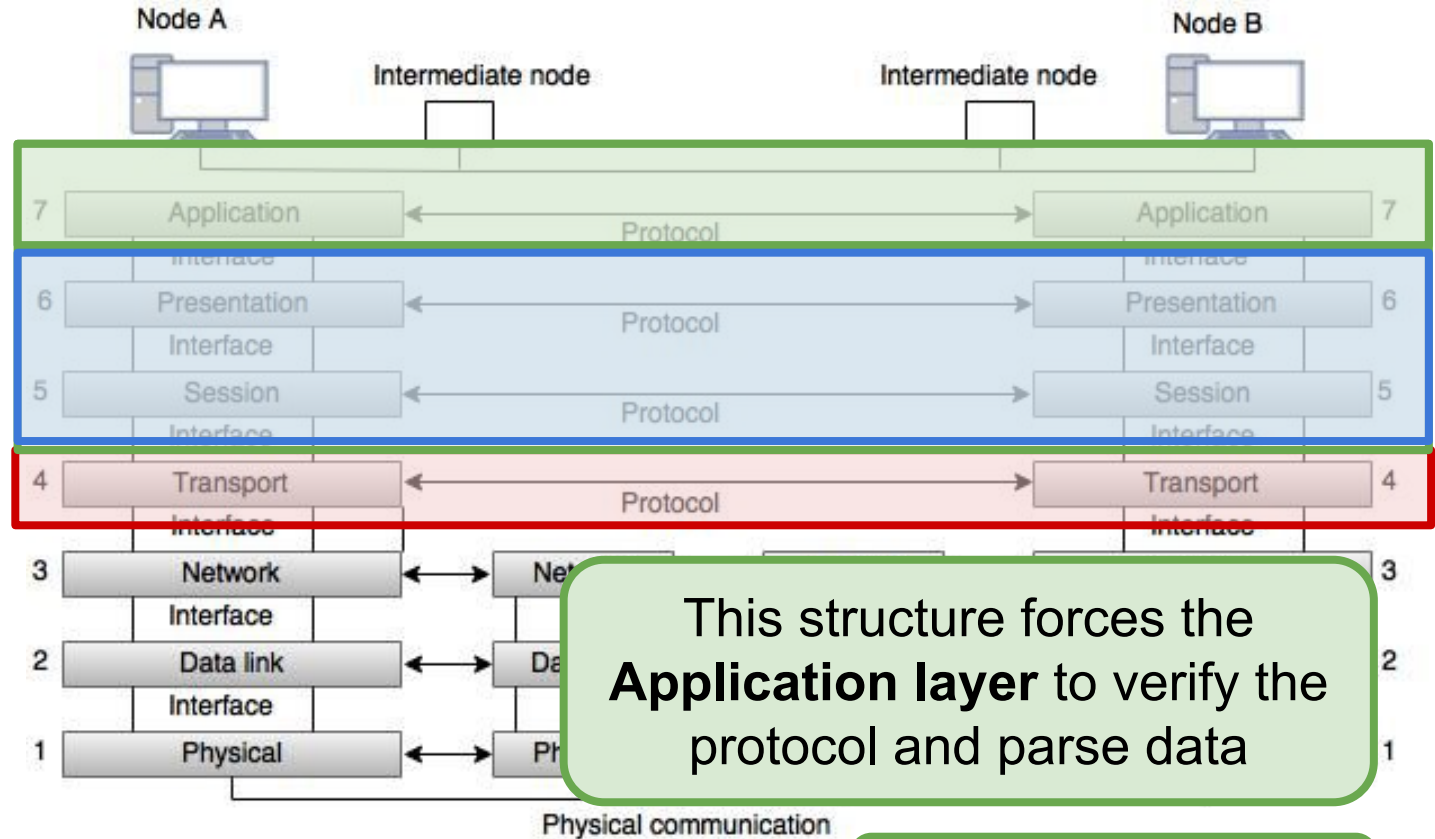 Node A
Node B
Intermediate node
Intermediate node
7 Application Protocol Application 7
Interface Interface
6 Presentation Protocol Presentation 6
Interface Interface
5 Session Protocol Session 5
Interface Interface
4 Transport Protocol Transport 4
Interface Interface
3 Network 3
Interface
2 Data link 2
Interface
1 Physical 1
This structure forces the
Application layer to verify the
protocol and parse data
Physical communication